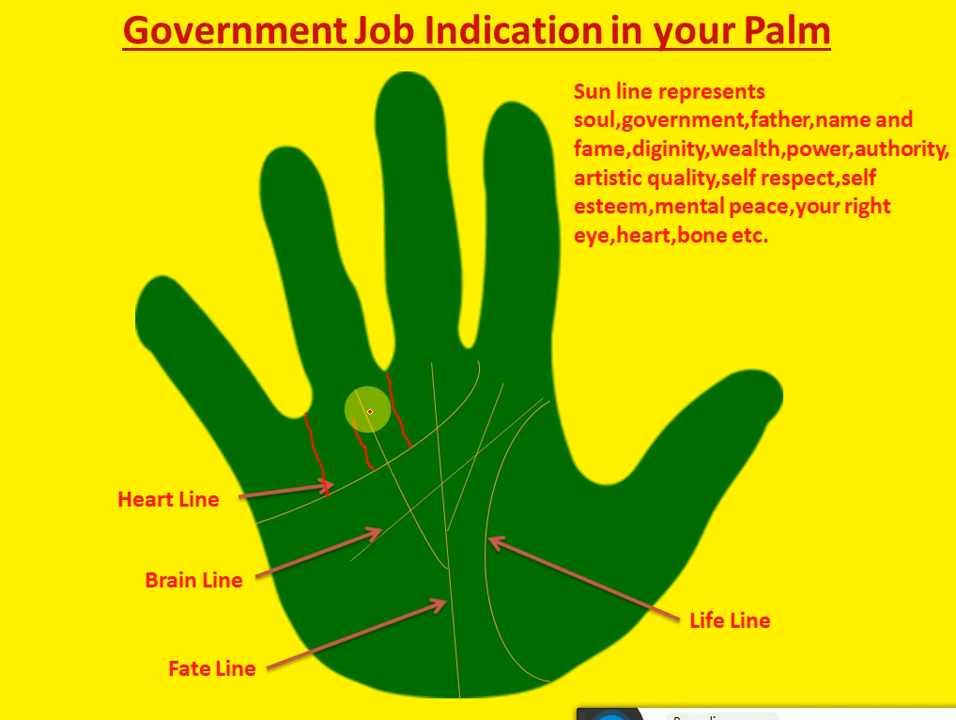 Government Job Indication in your Palm
Sun line represents
soul,government,father,name and
fame,diginity,wealth,power,authority,
artistic quality,self respect,self
esteem,mental peace,your right
eye,heart,bone etc.
Heart Line
Brain Line
Life Line
Fate Line